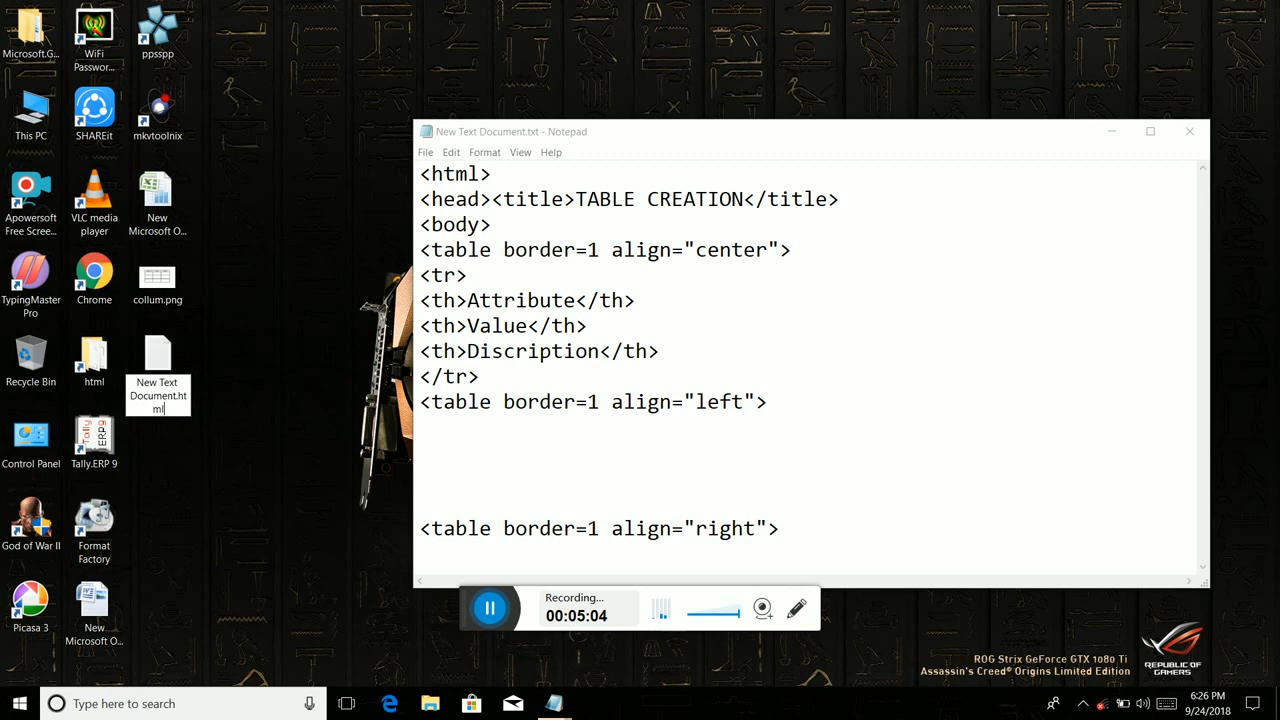 Microsoft.G...
WiFi
Passwor...
ppsspp
This PC
SHAREit
mkvtoolnix
Apowersoft
Free Scree...
VLC media
player
New
Microsoft O...
TypingMaster
Pro
Chrome
collum.png
Recycle Bin
html
New Text
Document.ht
ml
Control Panel
Tally.ERP 9
God of War II
Format
Factory
Picasa 3
New
Microsoft O...
New Text Document.txt - Notepad
File Edit Format View Help
<html>
<head><title>TABLE CREATION</title>
<body>
<table border=1 align="center">
<tr>
<th>Attribute</th>
<th>Value</th>
<th>Discription</th>
</tr>
<table border=1 align="left">
<table border=1 align="right">
Recording...
00:05:04
ROG Strix GeForce GTX 1080 Ti
Assassin's Creed® Origins Limited Edition
REPUBLIC OF
GAMERS
Type here to search
6:26 PM
9/24/2018